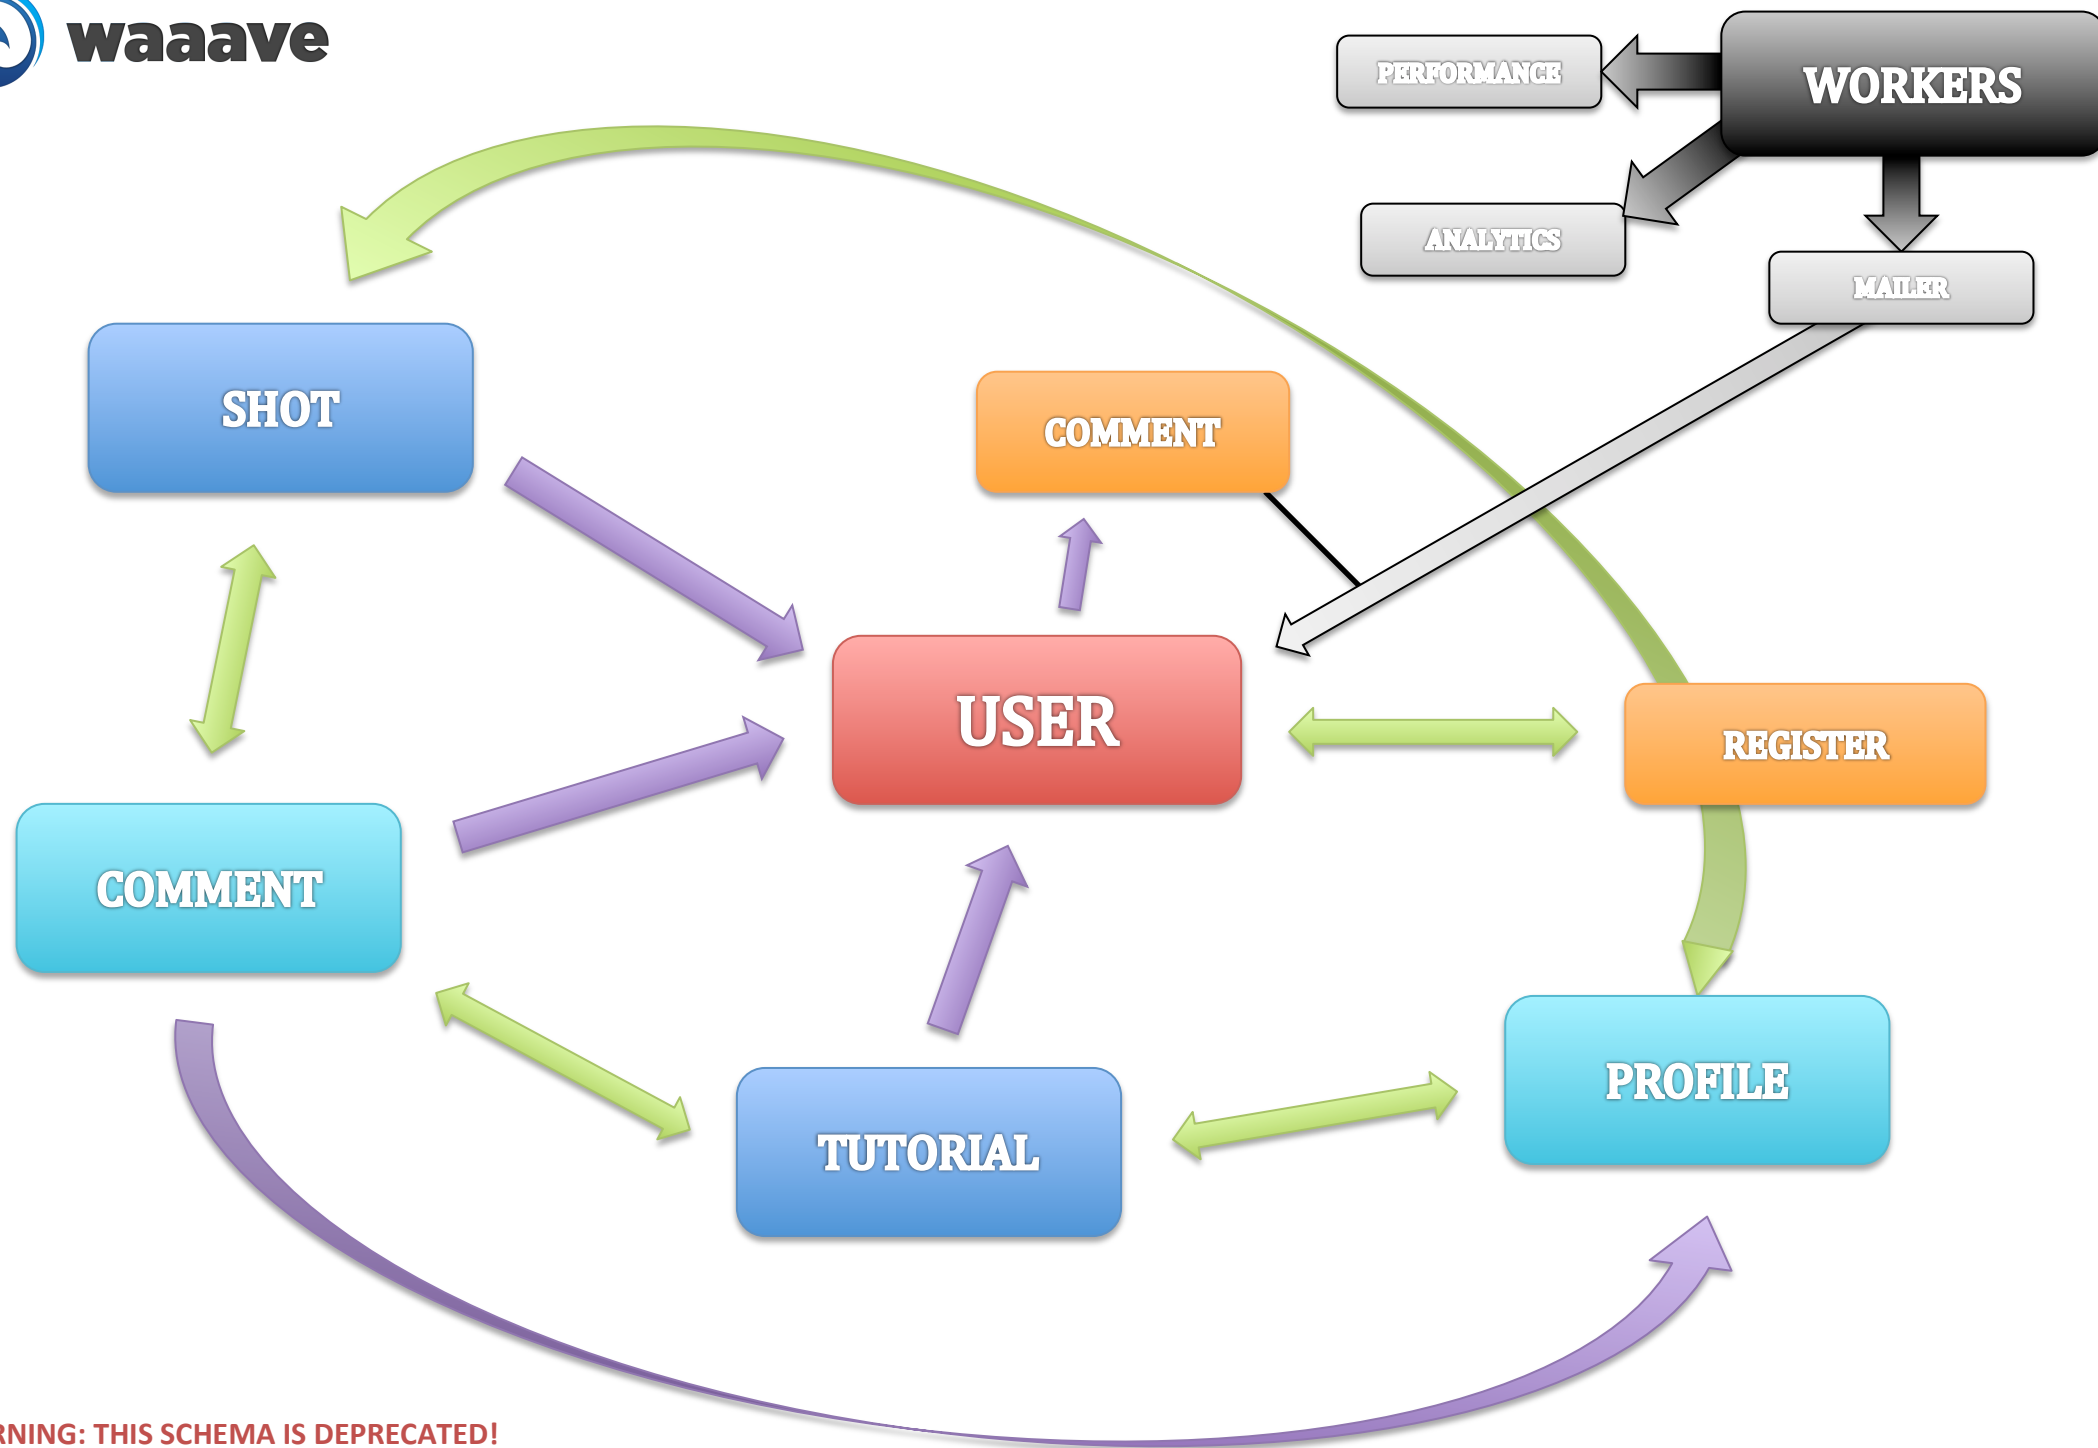 waaave
WORKERS
PERFORMANCE
ANALYTICS
MAILER
SHOT
COMMENT
USER
REGISTER
COMMENT
PROFILE
TUTORIAL
RNING: THIS SCHEMA IS DEPRECATED!